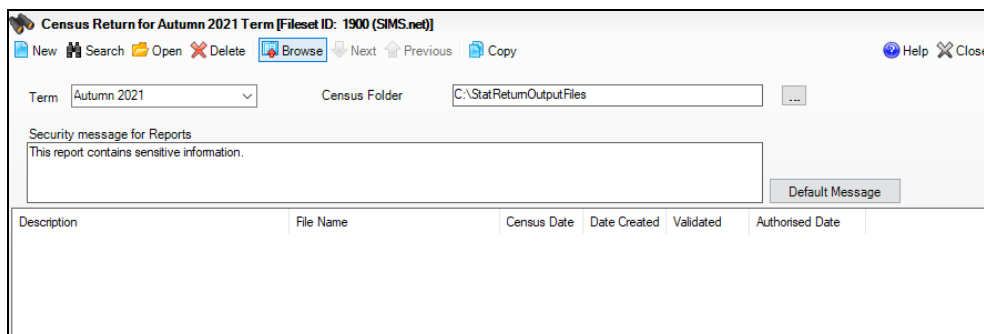 Census Return for Autumn 2021 Term [Fileset ID: 1900 (SIMS.net)]
New Search Open Delete Browse Next Previous Copy Help Close
Term Autumn 2021 Census Folder C:\StatReturnOutputFiles ...
Security message for Reports
This report contains sensitive information.
Default Message
Description File Name Census Date Date Created Validated Authorised Date